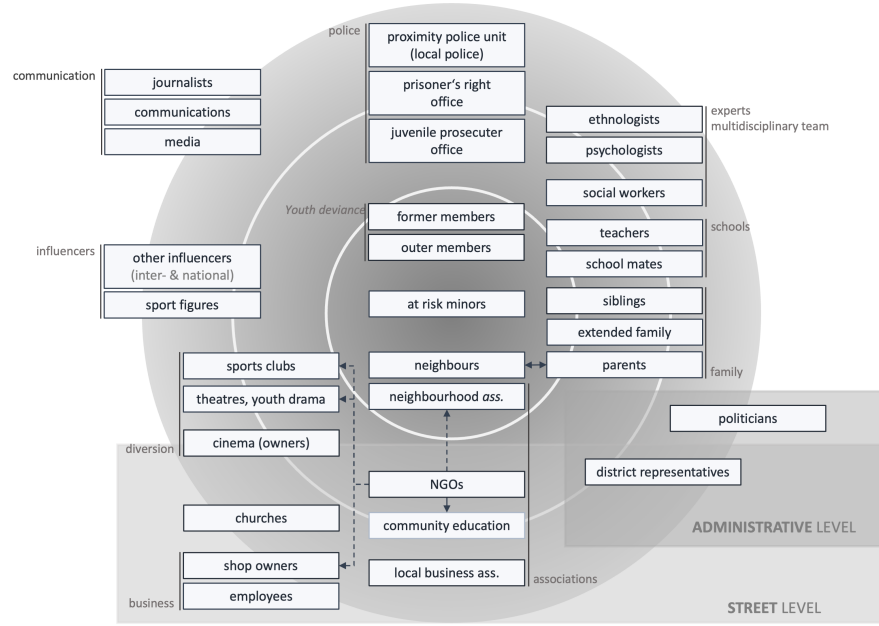 police
proximity police unit
(local police)
prisoner's right
office
juvenile prosecuter
office
communication
journalists
communications
media
experts
multidisciplinary team
ethnologists
psychologists
social workers
Youth deviance
former members
outer members
schools
teachers
school mates
influencers
other influencers
(inter- & national)
sport figures
at risk minors
siblings
extended family
parents
family
neighbours
neighbourhood ass.
sports clubs
theatres, youth drama
cinema (owners)
diversion
politicians
district representatives
ADMINISTRATIVE LEVEL
NGOs
community education
churches
local business ass.
associations
shop owners
employees
business
STREET LEVEL